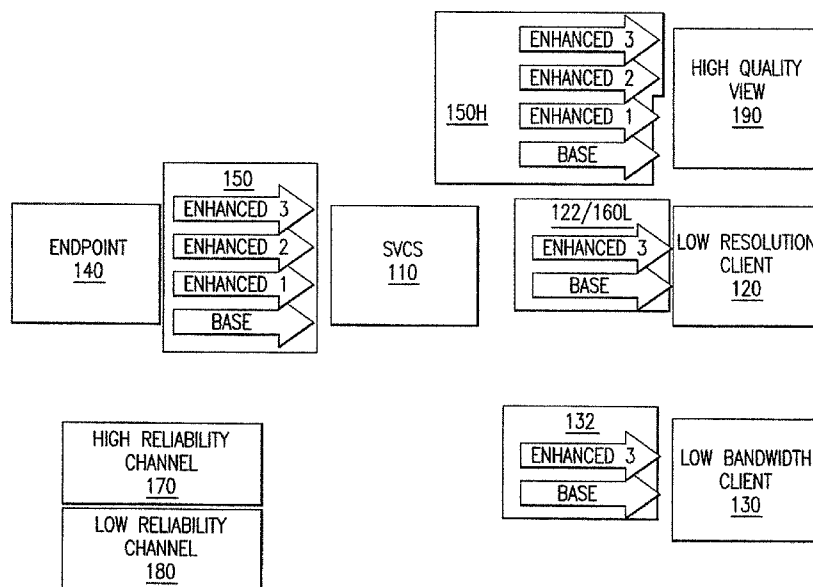 150H
ENHANCED 3
ENHANCED 2
ENHANCED 1
BASE
HIGH QUALITY
VIEW
190
ENDPOINT
140
150
ENHANCED 3
ENHANCED 2
ENHANCED 1
BASE
SVCS
110
122/160L
ENHANCED 3
BASE
LOW RESOLUTION
CLIENT
120
HIGH RELIABILITY
CHANNEL
170
LOW RELIABILITY
CHANNEL
180
132
ENHANCED 3
BASE
LOW BANDWIDTH
CLIENT
130